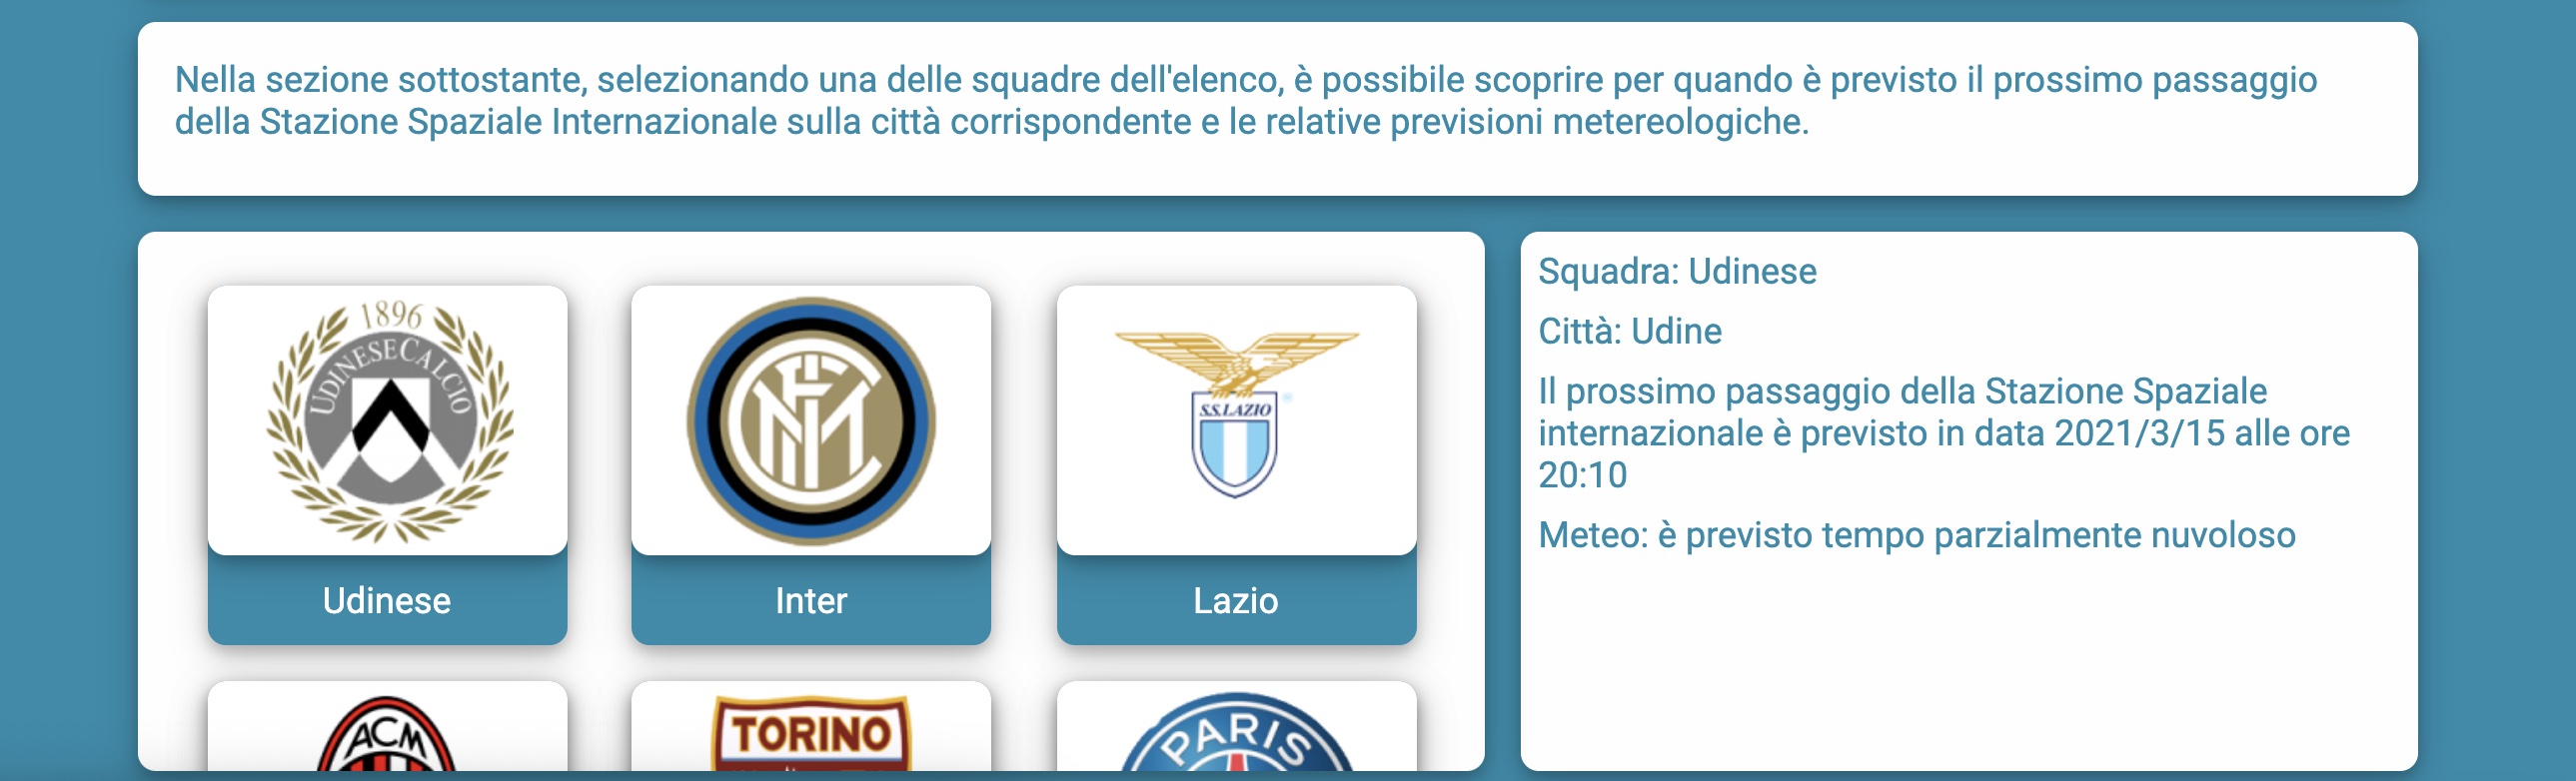 Nella sezione sottostante, selezionando una delle squadre dell'elenco, è possibile scoprire per quando è previsto il prossimo passaggio
della Stazione Spaziale Internazionale sulla città corrispondente e le relative previsioni metereologiche.
1896
UDINESE CALCIO
S.S.LAZIO
Udinese
Inter
Lazio
ACM
TORINO
PARIS
Squadra: Udinese
Città: Udine
Il prossimo passaggio della Stazione Spaziale
internazionale è previsto in data 2021/3/15 alle ore
20:10
Meteo: è previsto tempo parzialmente nuvoloso